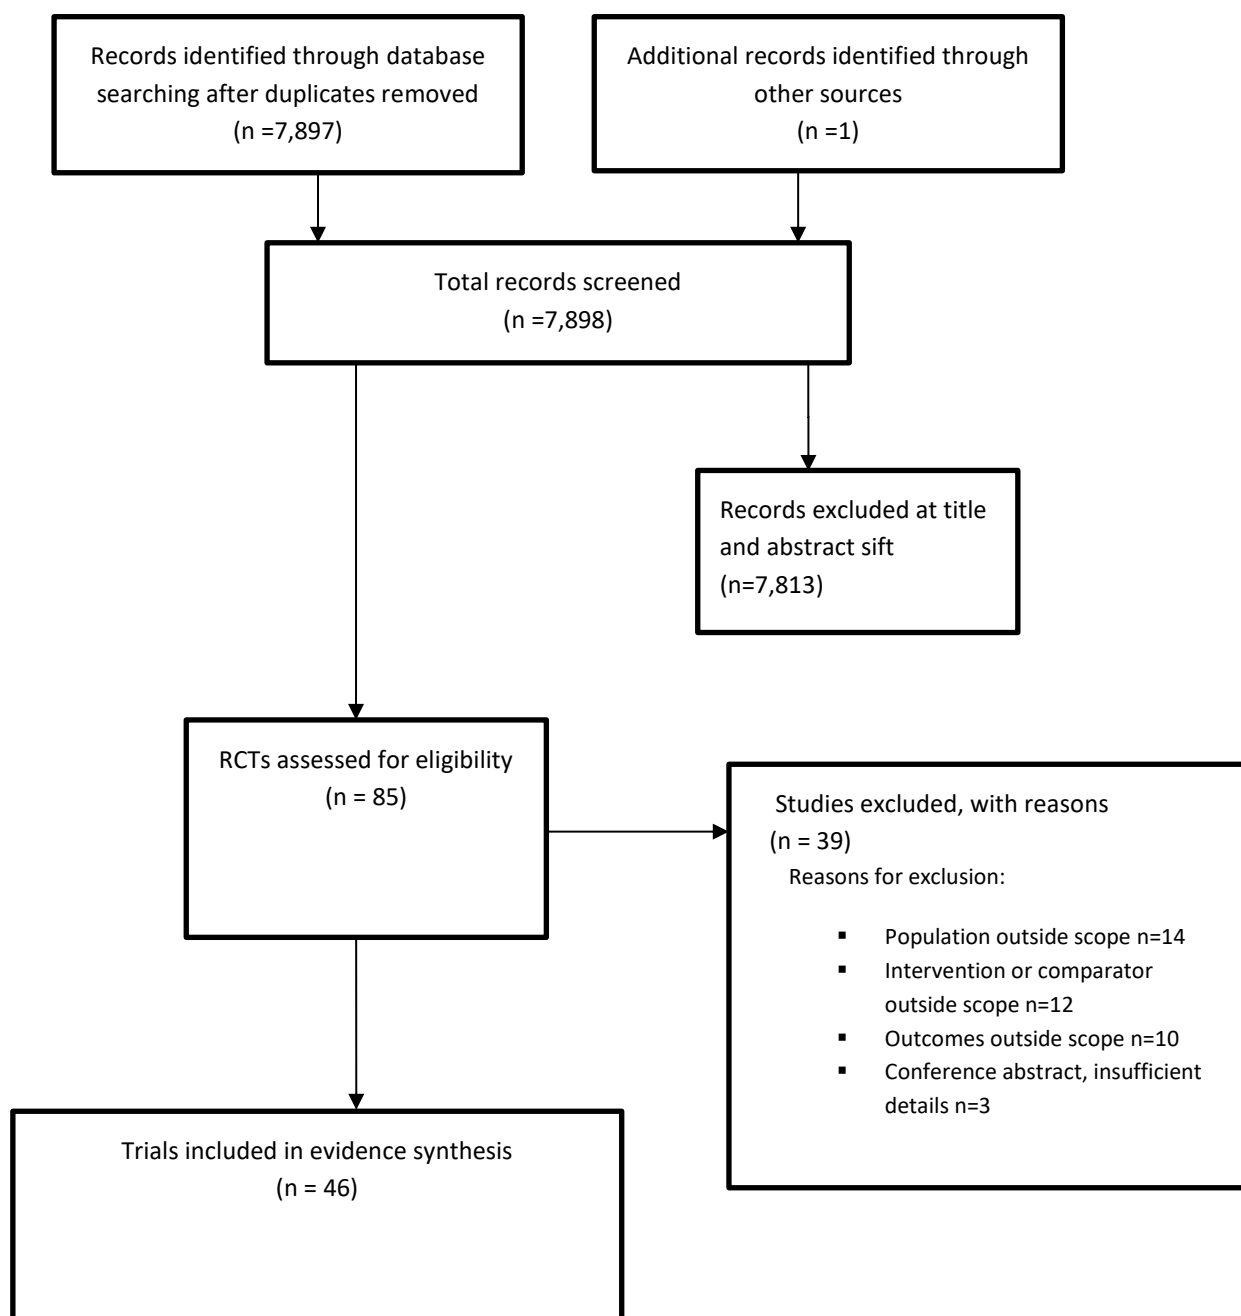 Records identified through database
searching after duplicates removed
(n =7,897)
Additional records identified through
other sources
(n =1)
Total records screened
(n =7,898)
Records excluded at title
and abstract sift
(n=7,813)
RCTs assessed for eligibility
(n = 85)
Studies excluded, with reasons
(n = 39)
Reasons for exclusion:
▪ Population outside scope n=14
▪ Intervention or comparator
outside scope n=12
▪ Outcomes outside scope n=10
▪ Conference abstract, insufficient
details n=3
Trials included in evidence synthesis
(n = 46)